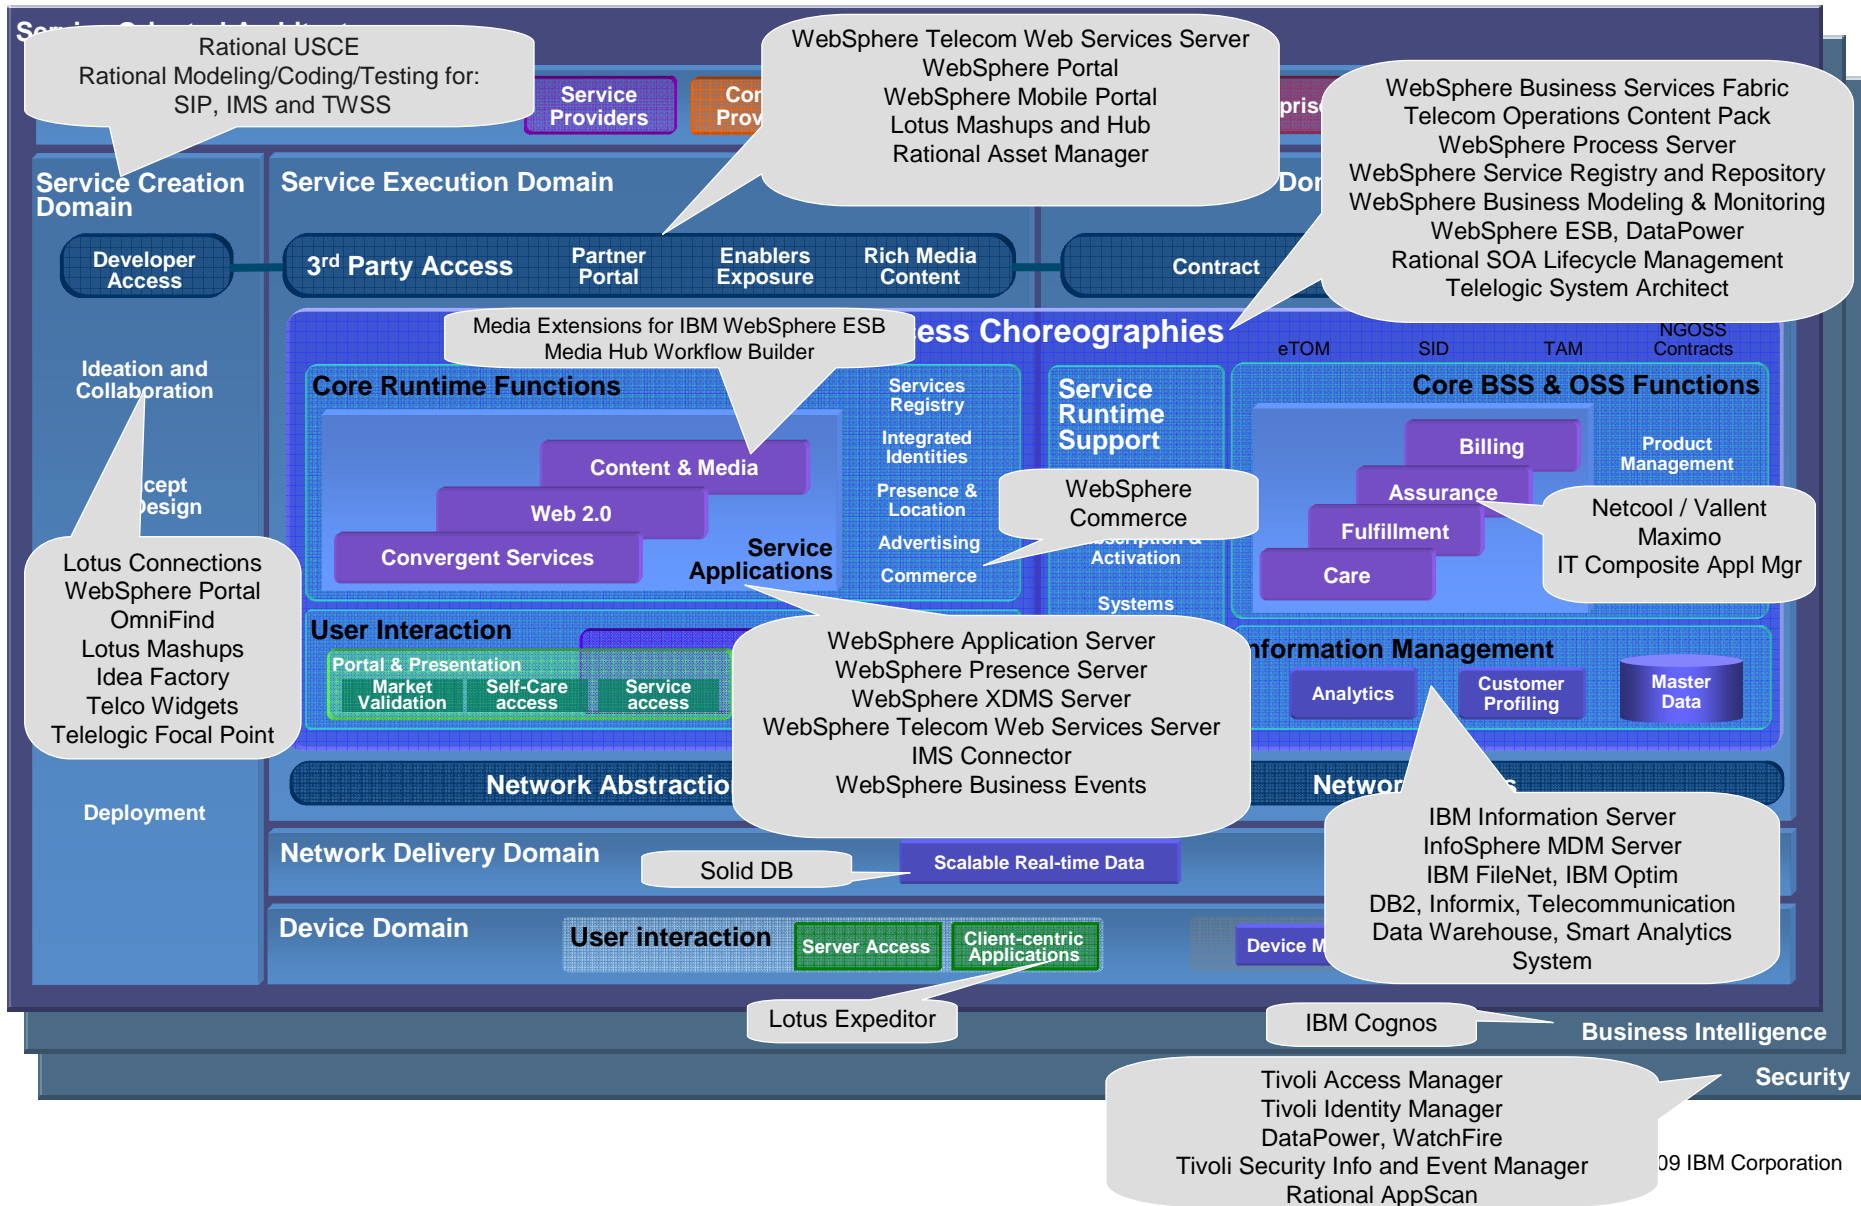 Rational USCE
Rational Modeling/Coding/Testing for:
SIP, IMS and TWSS
WebSphere Telecom Web Services Server
WebSphere Portal
WebSphere Mobile Portal
Lotus Mashups and Hub
Rational Asset Manager
WebSphere Business Services Fabric
Telecom Operations Content Pack
WebSphere Process Server
WebSphere Service Registry and Repository
WebSphere Business Modeling & Monitoring
WebSphere ESB, DataPower
Rational SOA Lifecycle Management
Telelogic System Architect
Service
Providers
Service Creation
Domain
Service Execution Domain
Developer
Access
3rd Party Access
Partner
Portal
Enablers
Exposure
Rich Media
Content
Contract
Media Extensions for IBM WebSphere ESB
Media Hub Workflow Builder
Choreographies
eTOM
SID
TAM
NGOSS
Contracts
Ideation and
Collaboration
Core Runtime Functions
Services
Registry
Integrated
Identities
Presence &
Location
Advertising
Commerce
Content & Media
Web 2.0
Convergent Services
Service
Applications
Service
Runtime
Support
WebSphere
Commerce
Activation
Systems
Core BSS & OSS Functions
Billing
Assurance
Fulfillment
Care
Product
Management
Netcool / Vallent
Maximo
IT Composite Appl Mgr
Design
Lotus Connections
WebSphere Portal
OmniFind
Lotus Mashups
Idea Factory
Telco Widgets
Telelogic Focal Point
Deployment
User Interaction
Portal & Presentation
Market
Validation
Self-Care
access
Service
access
WebSphere Application Server
WebSphere Presence Server
WebSphere XDMS Server
WebSphere Telecom Web Services Server
IMS Connector
WebSphere Business Events
Management
Analytics
Customer
Profiling
Master
Data
Network
IBM Information Server
InfoSphere MDM Server
IBM FileNet, IBM Optim
DB2, Informix, Telecommunication
Data Warehouse, Smart Analytics
System
Network Delivery Domain
Solid DB
Scalable Real-time Data
Device Domain
User interaction
Server Access
Client-centric
Applications
Device
Lotus Expeditor
IBM Cognos
Business Intelligence
Security
Tivoli Access Manager
Tivoli Identity Manager
DataPower, WatchFire
Tivoli Security Info and Event Manager
Rational AppScan
09 IBM Corporation